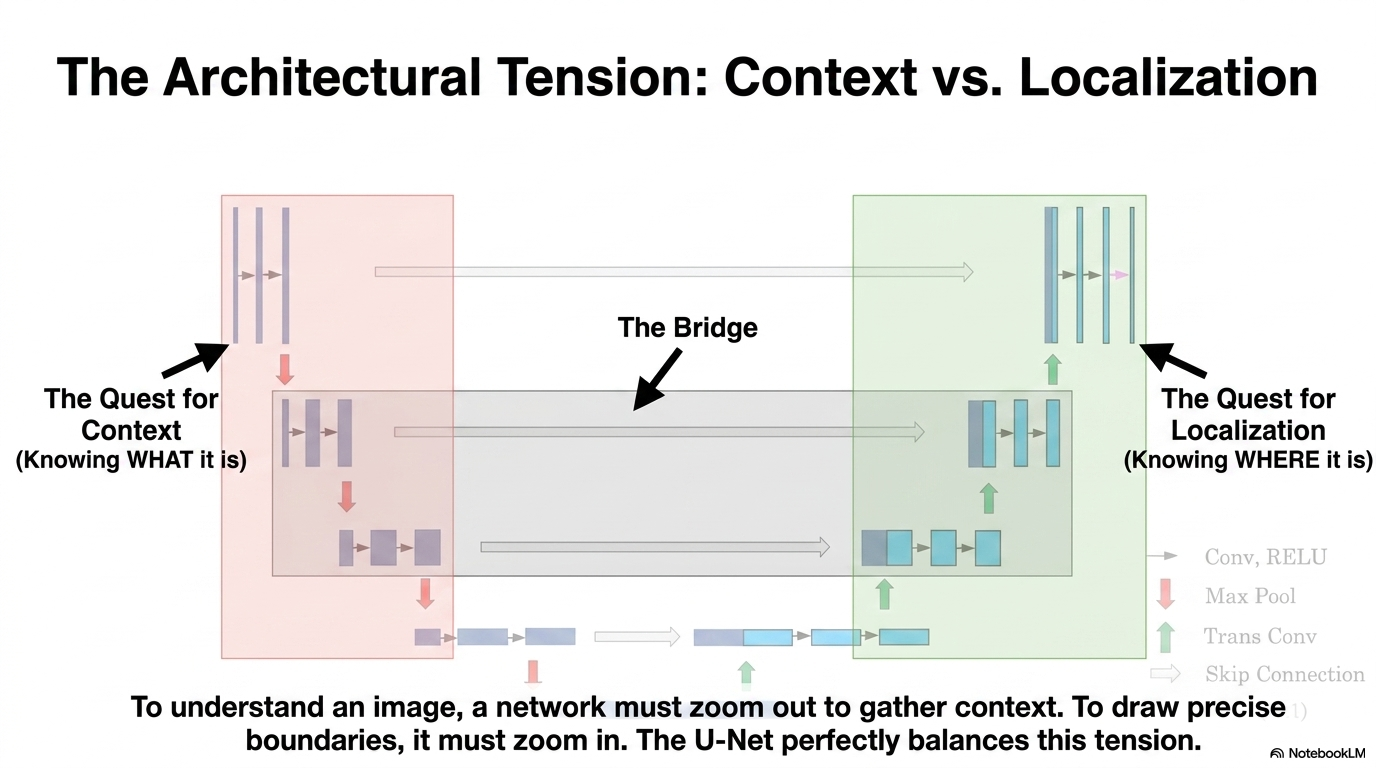 The Architectural Tension: Context vs. Localization
The Bridge
The Quest for
Context
(Knowing WHAT it is)
The Quest for
Localization
(Knowing WHERE it is)
Conv, RELU
Max Pool
Trans Conv
Skip Connection
To understand an image, a network must zoom out to gather context. To draw precise
boundaries, it must zoom in. The U-Net perfectly balances this tension.
NotebookLM